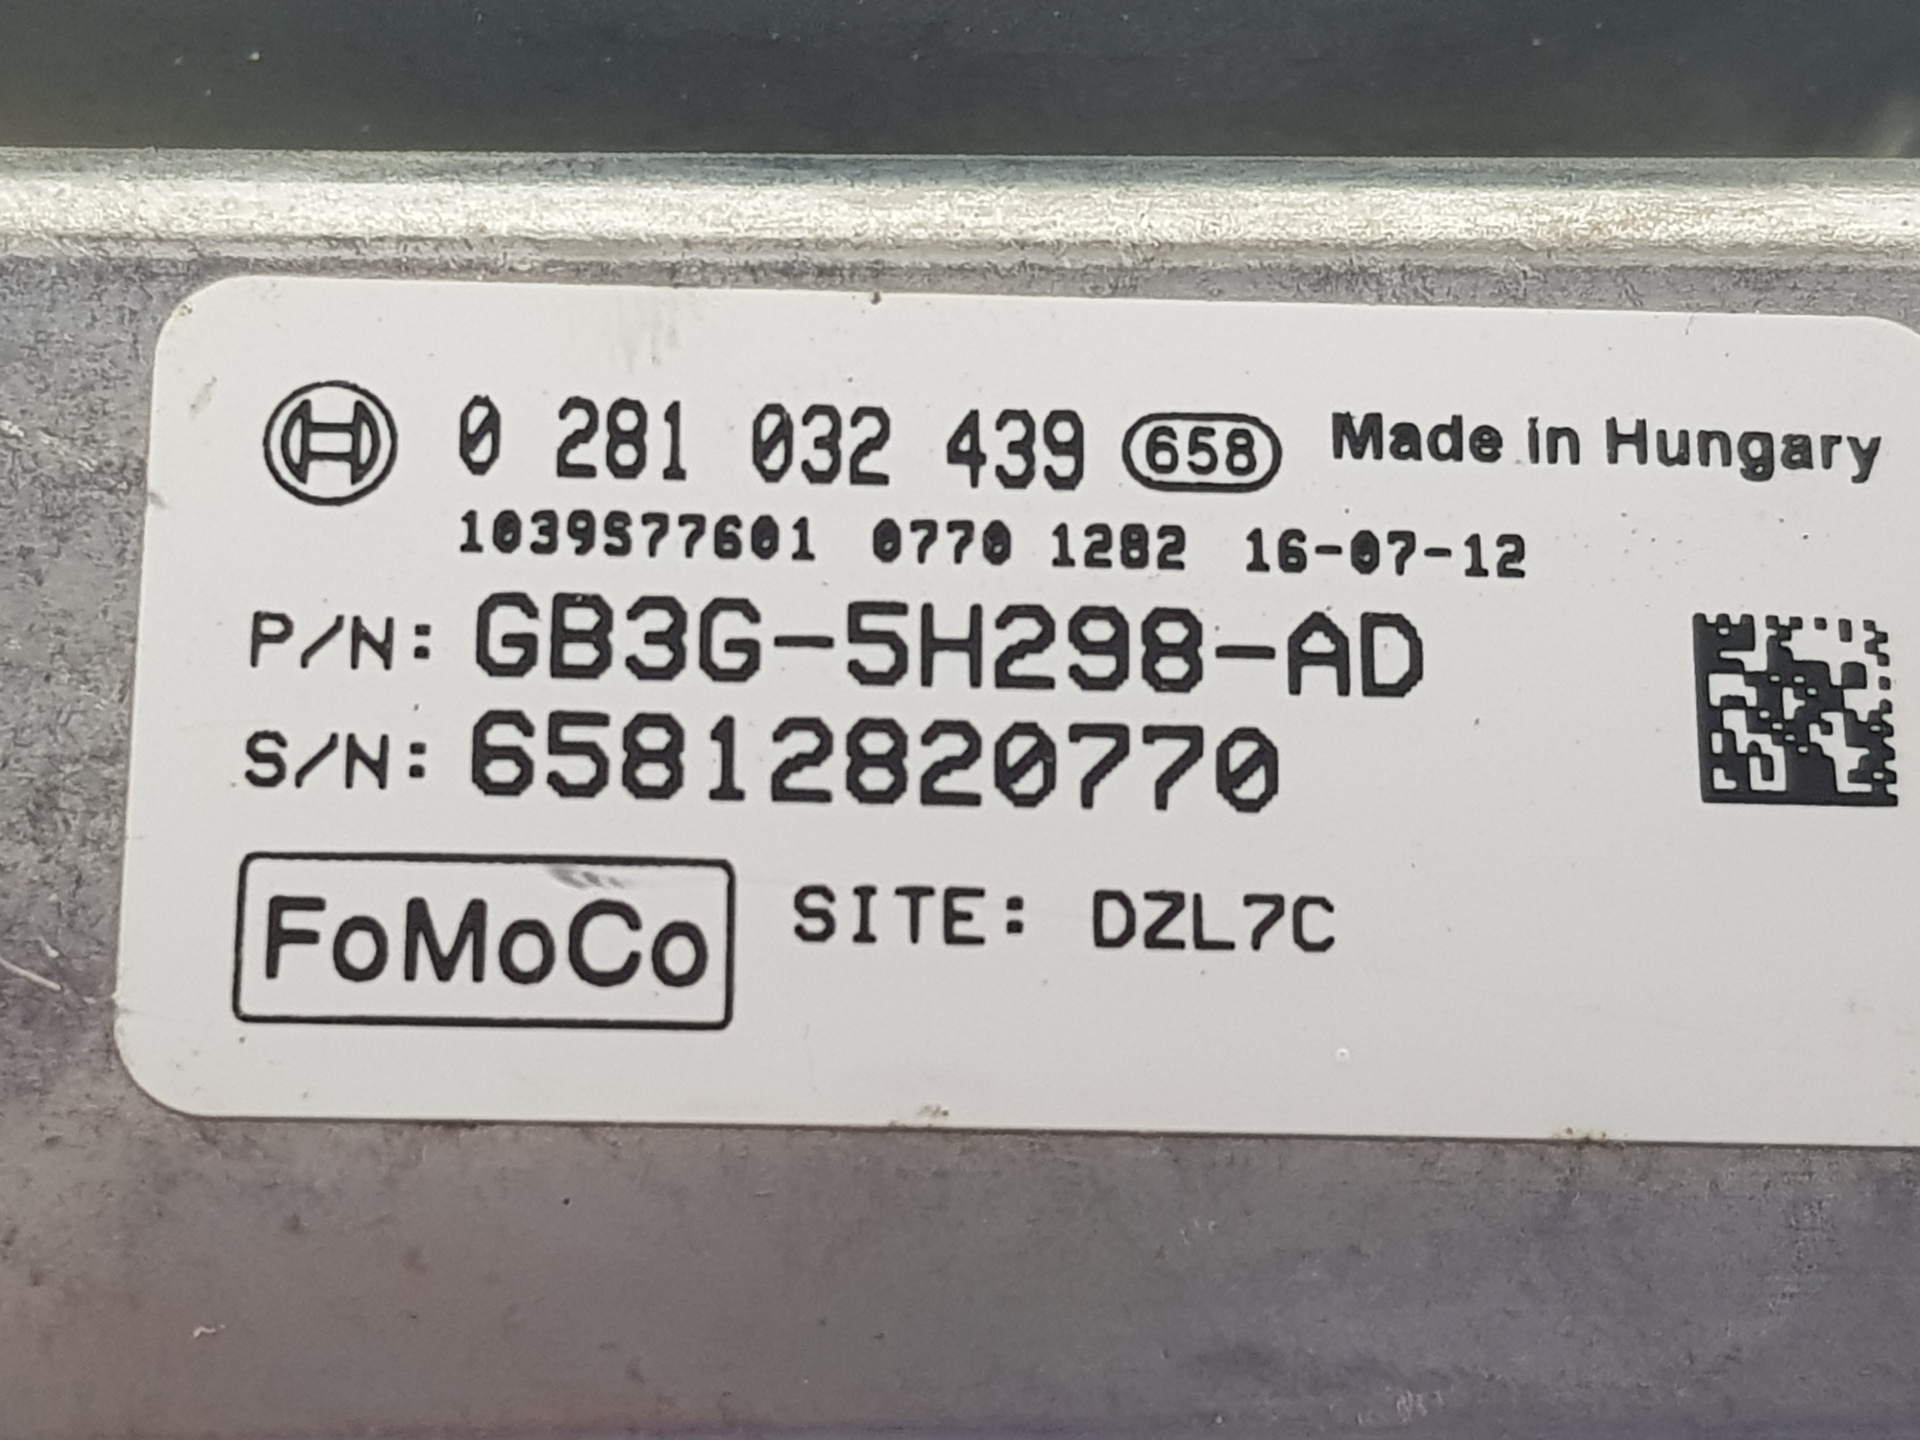 0 281 032 439 658 Made in Hungary
1039S77601 0770 1282 16-07-12
P/N: GB3G-5H298-AD
S/N: 65812820770
FoMoCo SITE: DZL7C